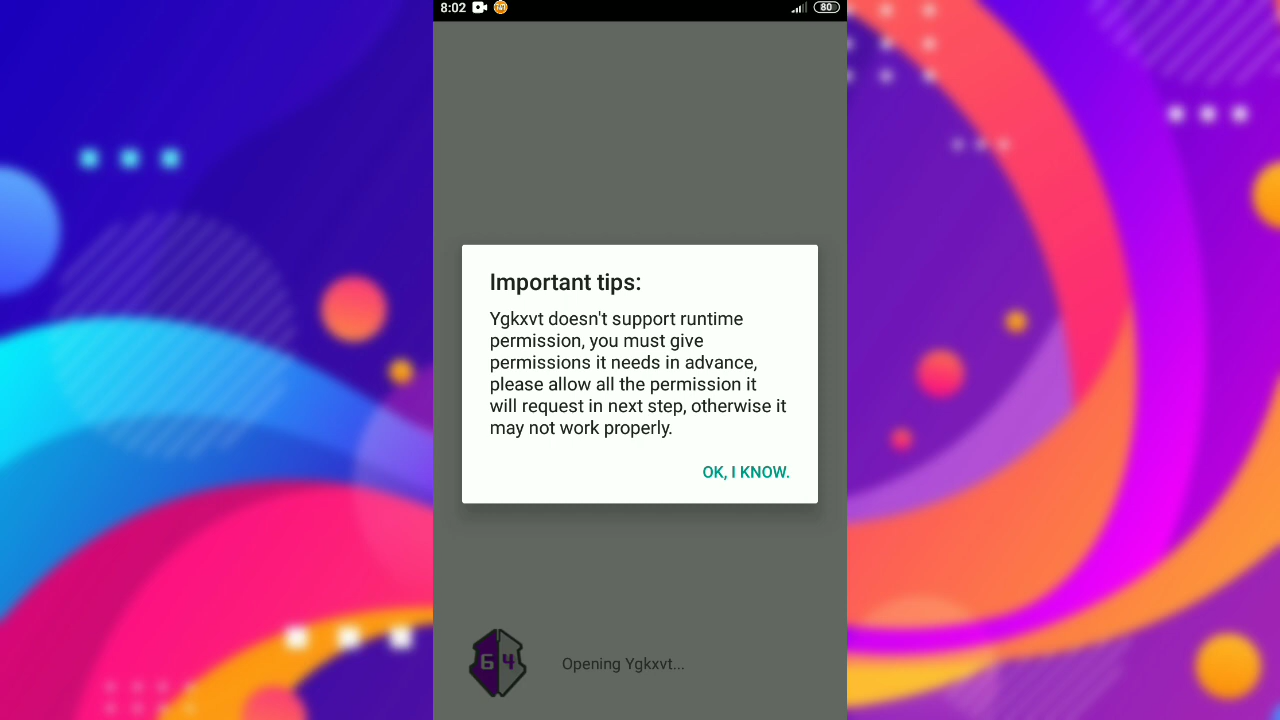 8:02
80
Important tips:
Ygkxvt doesn't support runtime
permission, you must give
permissions it needs in advance,
please allow all the permission it
will request in next step, otherwise it
may not work properly.
OK, I KNOW.
64
Opening Ygkxvt...